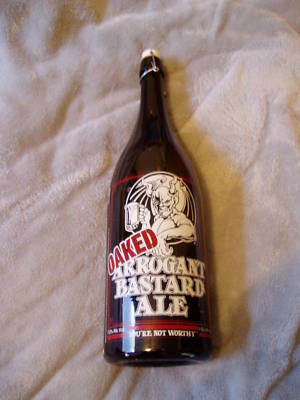 OAKED
ARROGANT
BASTARD
ALE
"YOU'RE NOT WORTHY"